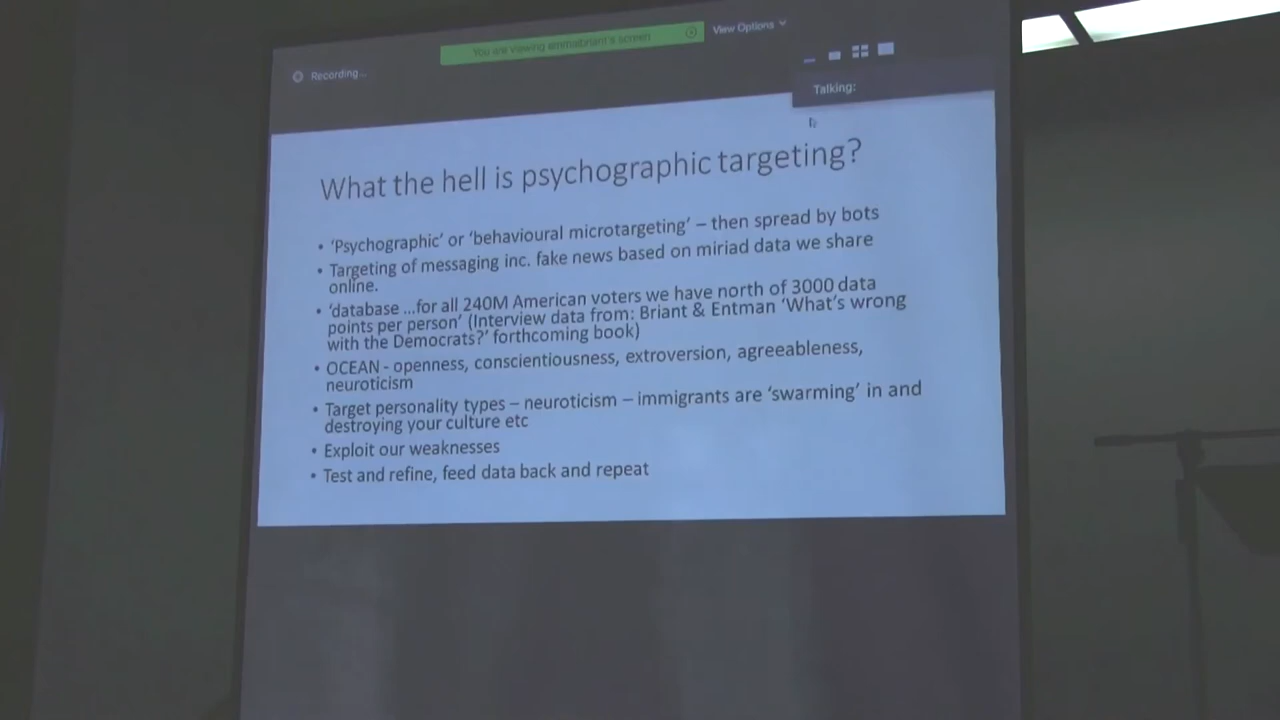 You are viewing emmalbriant's screen
View Options
Recording...
Talking:
What the hell is psychographic targeting?
• 'Psychographic' or 'behavioural microtargeting' – then spread by bots
• Targeting of messaging inc. fake news based on miriad data we share
online.
• 'database ...for all 240M American voters we have north of 3000 data
points per person' (Interview data from: Briant & Entman 'What's wrong
with the Democrats?' forthcoming book)
• OCEAN - openness, conscientiousness, extroversion, agreeableness,
neuroticism
• Target personality types – neuroticism – immigrants are 'swarming' in and
destroying your culture etc
• Exploit our weaknesses
• Test and refine, feed data back and repeat